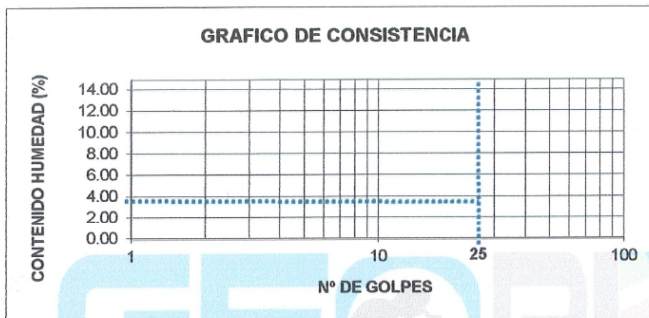 GRAFICO DE CONSISTENCIA
CONTENIDO HUMEDAD (%)
14.00
12.00
10.00
8.00
6.00
4.00
2.00
0.00
1 10 25 100
Nº DE GOLPES